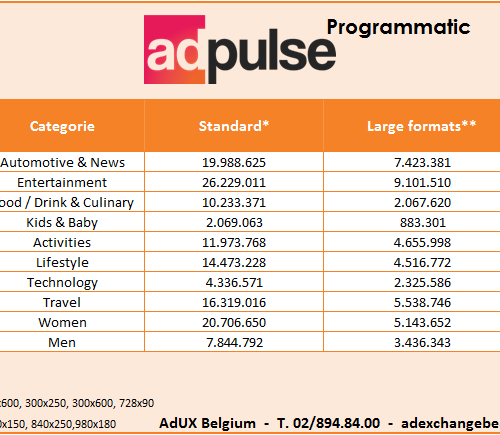 Programmatic
adpulse
Categorie Standard* Large formats**
Automotive & News 19.988.625 7.423.381
Entertainment 26.229.011 9.101.510
ood / Drink & Culinary 10.233.371 2.067.620
Kids & Baby 2.069.063 883.301
Activities 11.973.768 4.655.998
Lifestyle 14.473.228 4.516.772
Technology 4.336.571 2.325.586
Travel 16.319.016 5.538.746
Women 20.706.650 5.143.652
Men 7.844.792 3.436.343
x600, 300x250, 300x600, 728x90
0x150, 840x250,980x180 AdUX Belgium - T. 02/894.84.00 - adexchangebe